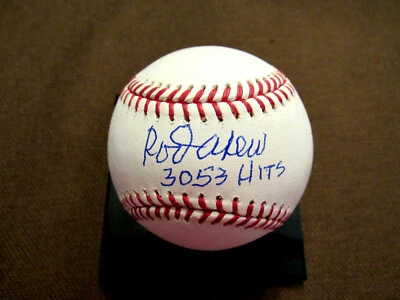 Rod Carew
3053 Hits